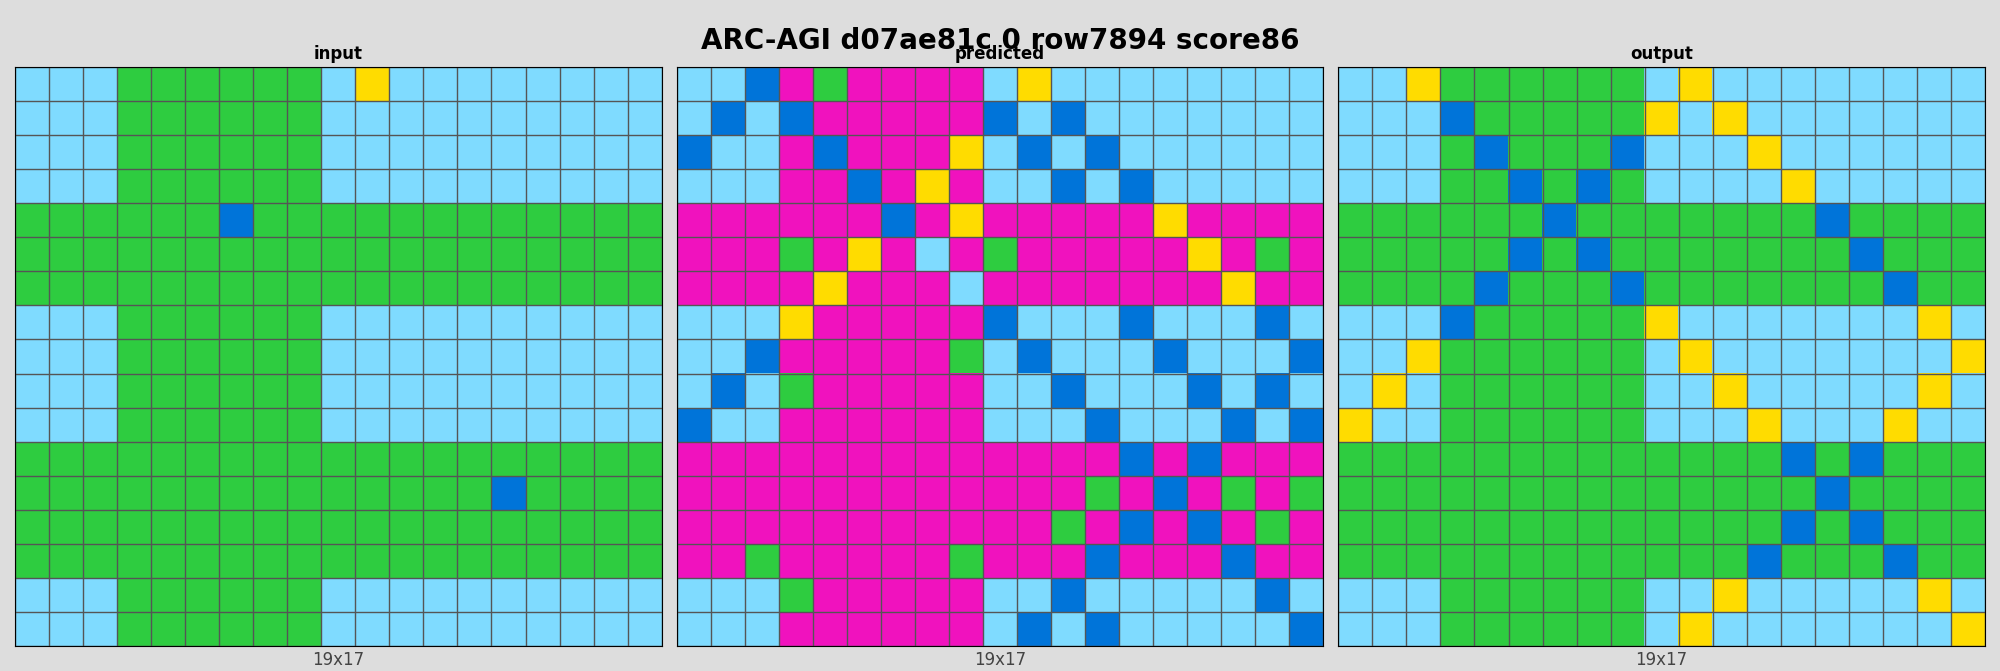 ARC-AGI d07ae81c 0 row7894 score86
input
predicted
output
19x17
19x17
19x17